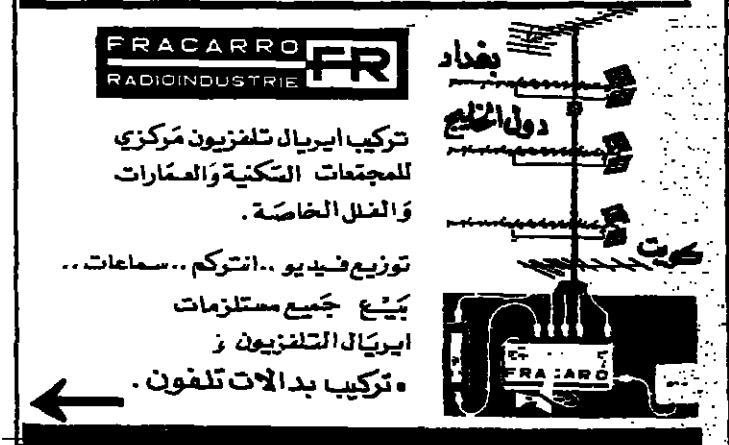 FRACARRO
RADIOINDUSTRIE
FR
تركيب ايريال تلفزيون مركزي
للمجتمعات السكنية والعمارات
والفلل الخاصة.
توزيع فيديو .. انتركم .. سماعات ..
بيع جميع مستلزمات
ايريال التلفزيون
• تركيب بدالات تلفون.
بغداد
دول الخليج
كويت
FRACARO